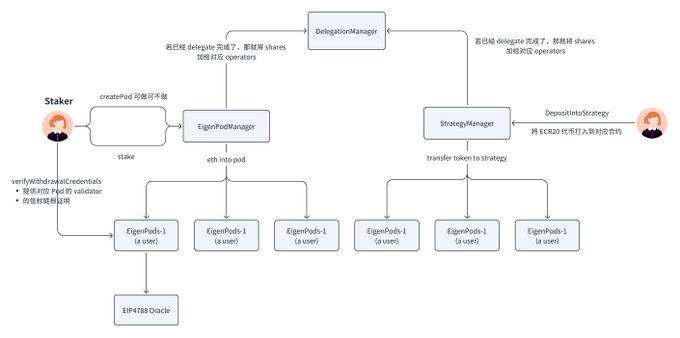 DelegationManager
若已经 delegate 完成了，那就将 shares
加给对应 operators
若已经 delegate 完成了，那就将 shares
加给对应 operators
createPod 可做可不做
Staker
EigenPodManager
StrategyManager
DepositIntoStrategy
将 ECR20 代币打入到对应合约
stake
eth into pod
transfer token to strategy
verifyWithdrawalCredentials
• 提供对应 Pod 的 validator
• 的信标链根证明
EigenPods-1
(a user)
EigenPods-1
(a user)
EigenPods-1
(a user)
EigenPods-1
(a user)
EigenPods-1
(a user)
EigenPods-1
(a user)
EIP4788 Oracle